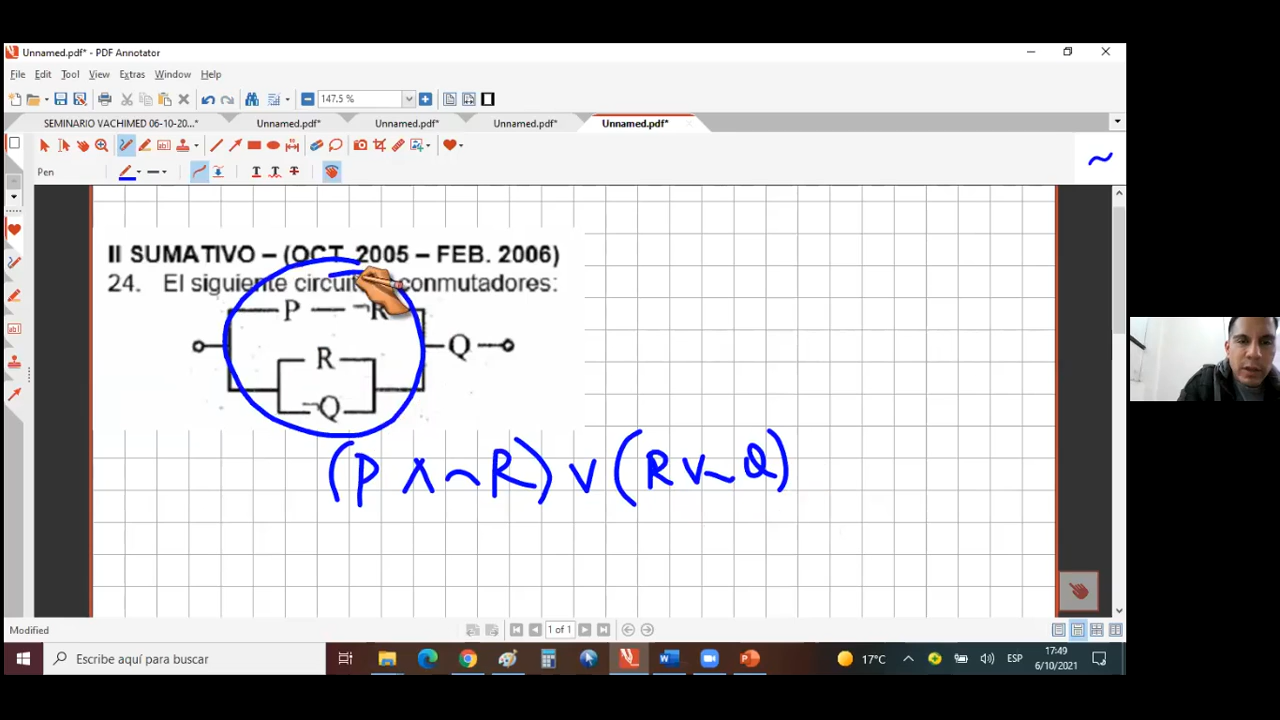 Unnamed.pdf* - PDF Annotator
File Edit Tool View Extras Window Help
147.5 %
SEMINARIO VACHIMED 06-10-20...* Unnamed.pdf* Unnamed.pdf* Unnamed.pdf* Unnamed.pdf*
Pen
~
II SUMATIVO – (OCT. 2005 – FEB. 2006)
24. El siguiente circuit conmutadores:
P ¬R
Q
R
¬Q
(P ∧ ~ R) ∨ (R ∨ ~ Q)
1 of 1
Modified
Escribe aquí para buscar
17°C
ESP
17:49
6/10/2021